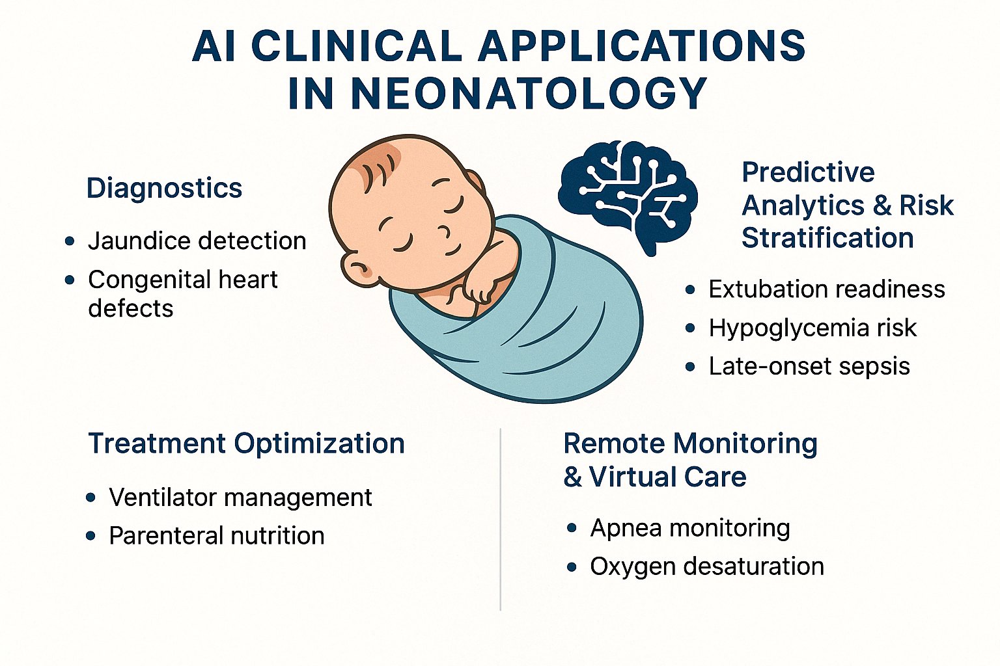 AI CLINICAL APPLICATIONS
IN NEONATOLOGY
Diagnostics
• Jaundice detection
• Congenital heart
defects
Predictive
Analytics & Risk
Stratification
• Extubation readiness
• Hypoglycemia risk
• Late-onset sepsis
Treatment Optimization
• Ventilator management
• Parenteral nutrition
Remote Monitoring
& Virtual Care
• Apnea monitoring
• Oxygen desaturation